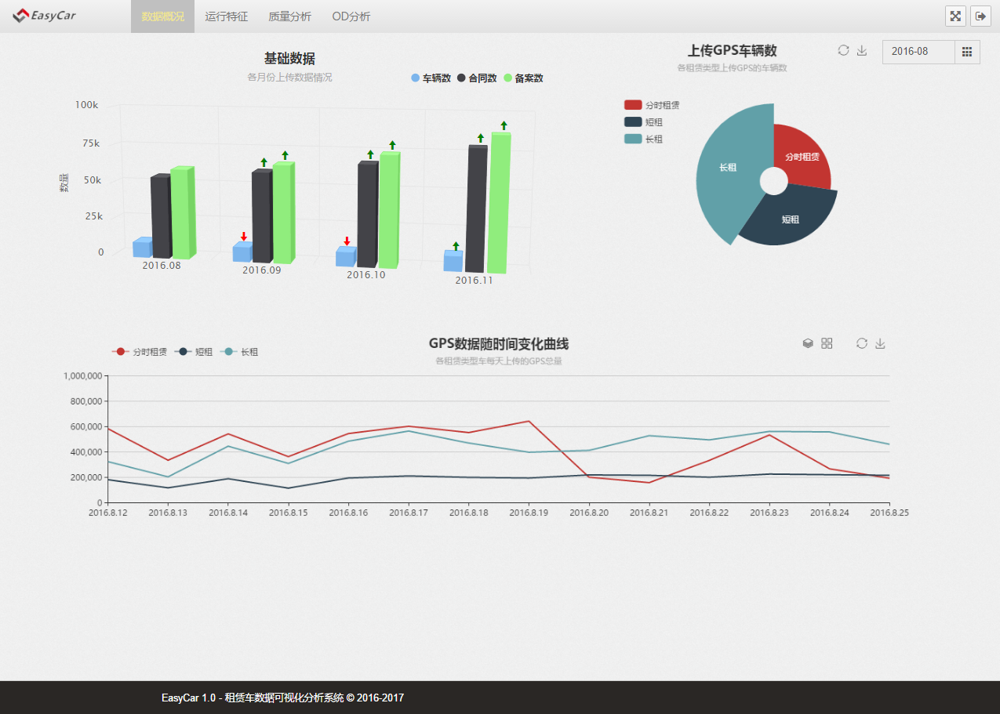 EasyCar 数据概况 运行特征 质量分析 OD分析
基础数据
各月份上传数据情况
车辆数 合同数 备案数
100k
75k
50k
25k
0
数量
2016.08 2016.09 2016.10 2016.11
上传GPS车辆数
各租赁类型上传GPS的车辆数
2016-08
分时租赁
短租
长租
分时租赁
长租
短租
GPS数据随时间变化曲线
各租赁类型车每天上传的GPS总量
分时租赁 短租 长租
1,000,000
800,000
600,000
400,000
200,000
0
2016.8.12 2016.8.13 2016.8.14 2016.8.15 2016.8.16 2016.8.17 2016.8.18 2016.8.19 2016.8.20 2016.8.21 2016.8.22 2016.8.23 2016.8.24 2016.8.25
EasyCar 1.0 - 租赁车数据可视化分析系统 © 2016-2017